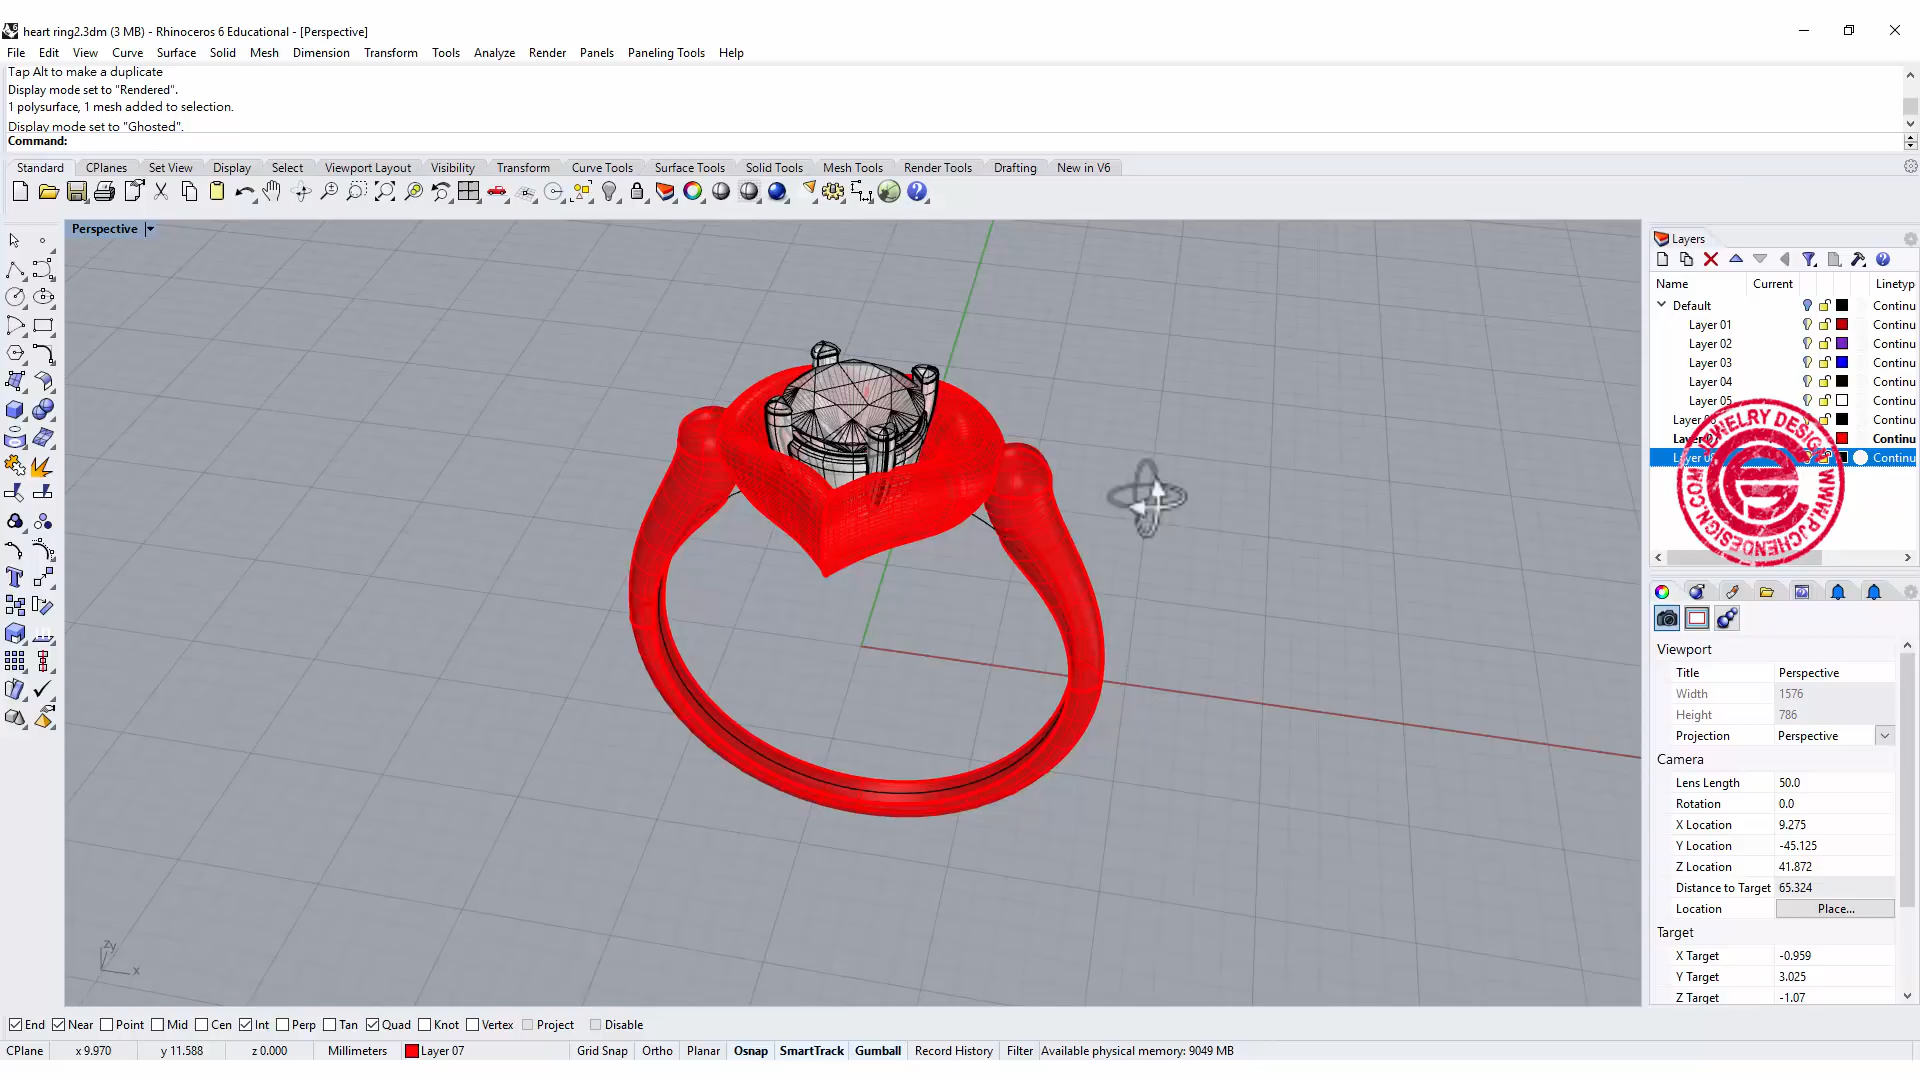 heart ring2.3dm (3 MB) - Rhinoceros 6 Educational - [Perspective]
File Edit View Curve Surface Solid Mesh Dimension Transform Tools Analyze Render Panels Paneling Tools Help
Tap Alt to make a duplicate
Display mode set to "Rendered".
1 polysurface, 1 mesh added to selection.
Display mode set to "Ghosted".
Command:
Standard CPlanes Set View Display Select Viewport Layout Visibility Transform Curve Tools Surface Tools Solid Tools Mesh Tools Render Tools Drafting New in V6
Perspective
Layers
Name Current Linetyp
Default Continu
Layer 01 Continu
Layer 02 Continu
Layer 03 Continu
Layer 04 Continu
Layer 05 Continu
Continu
Continu
Continu
JEWELRY DESIGN
WWW.PJCHENDESIGN.COM
Viewport
Title Perspective
Width 1576
Height 786
Projection Perspective
Camera
Lens Length 50.0
Rotation 0.0
X Location 9.275
Y Location -45.125
Z Location 41.872
Distance to Target 65.324
Location Place...
Target
X Target -0.959
Y Target 3.025
Z Target -1.07
zy
x
End Near Point Mid Cen Int Perp Tan Quad Knot Vertex Project Disable
CPlane x 9.970 y 11.588 z 0.000 Millimeters Layer 07 Grid Snap Ortho Planar Osnap SmartTrack Gumball Record History Filter Available physical memory: 9049 MB